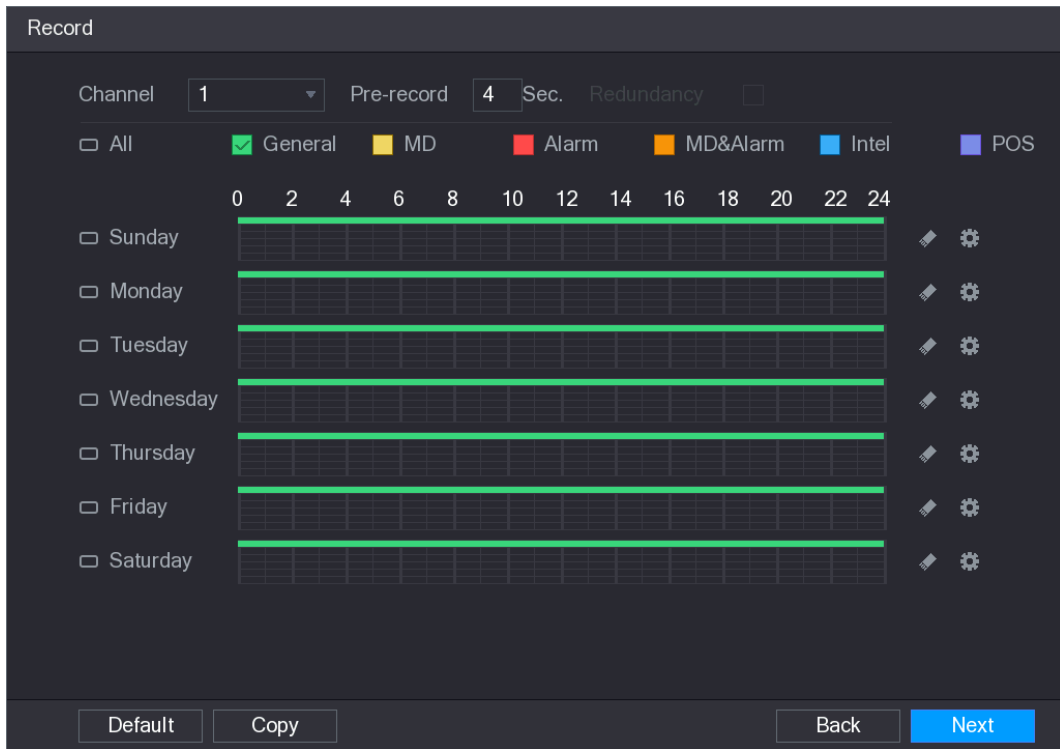 Record
Channel 1 Pre-record 4 Sec. Redundancy
All General MD Alarm MD&Alarm Intel POS
0 2 4 6 8 10 12 14 16 18 20 22 24
Sunday
Monday
Tuesday
Wednesday
Thursday
Friday
Saturday
Default Copy Back Next